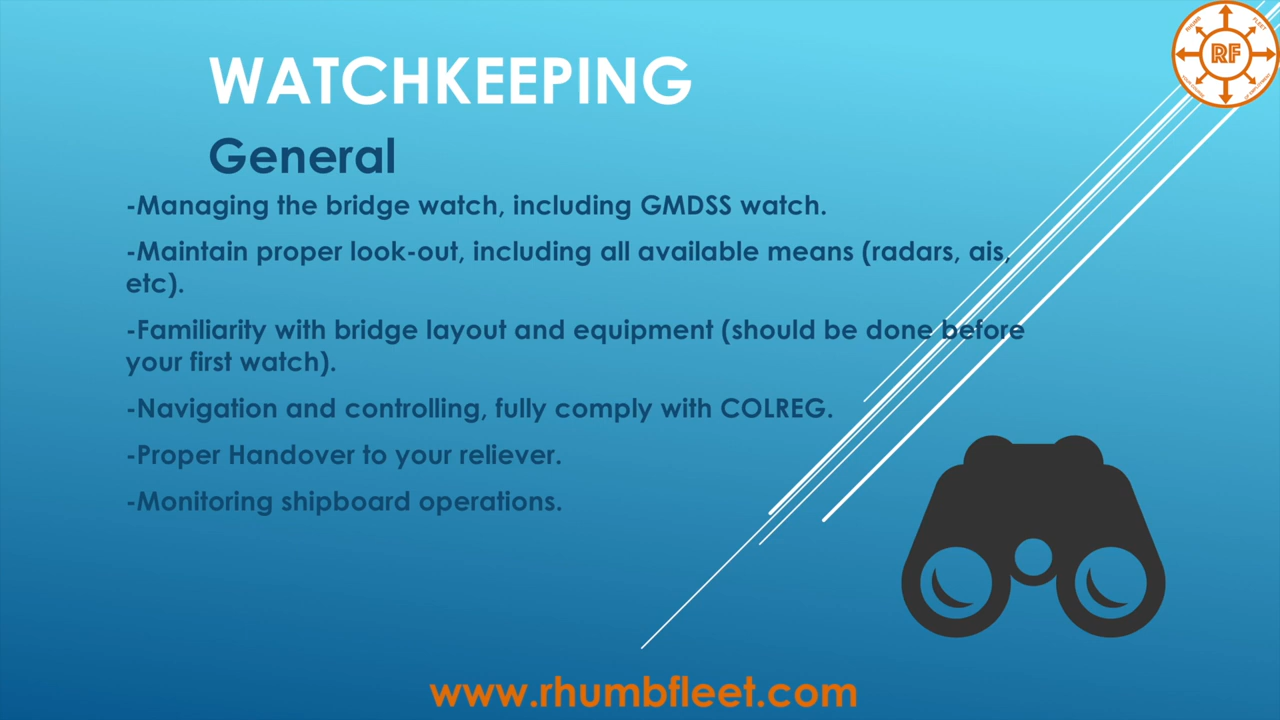 WATCHKEEPING
RF
General
-Managing the bridge watch, including GMDSS watch.
-Maintain proper look-out, including all available means (radars, ais,
etc).
-Familiarity with bridge layout and equipment (should be done before
your first watch).
-Navigation and controlling, fully comply with COLREG.
-Proper Handover to your reliever.
-Monitoring shipboard operations.
www.rhumbfleet.com